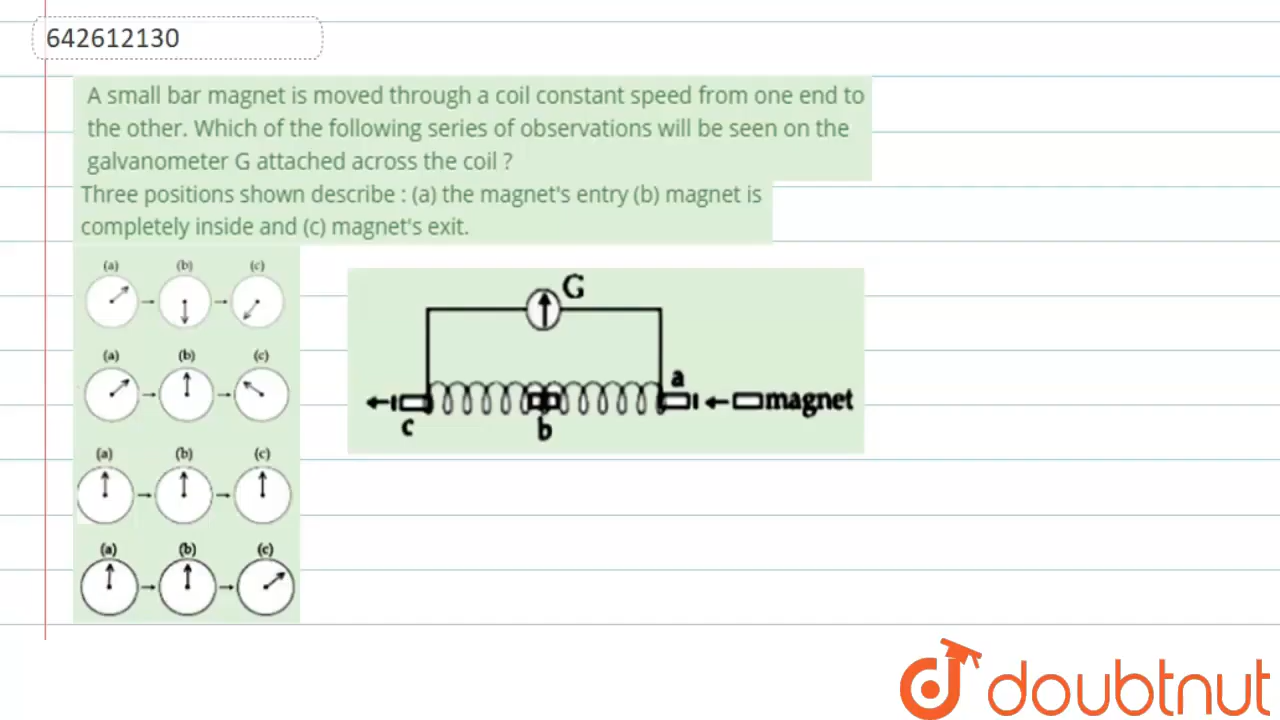 642612130
A small bar magnet is moved through a coil constant speed from one end to
the other. Which of the following series of observations will be seen on the
galvanometer G attached across the coil ?
Three positions shown describe : (a) the magnet's entry (b) magnet is
completely inside and (c) magnet's exit.
(a) (b) (c)
(a) (b) (c)
(a) (b) (c)
(a) (b) (c)
G
a
magnet
c
b
doubtnut